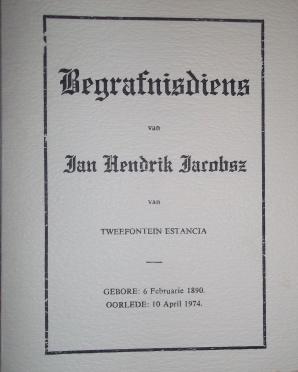 Begrafnisdiens
van
Jan Hendrik Jacobsz
van
TWEEFONTEIN ESTANCIA
GEBORE: 6 Februarie 1890.
OORLEDE: 10 April 1974.